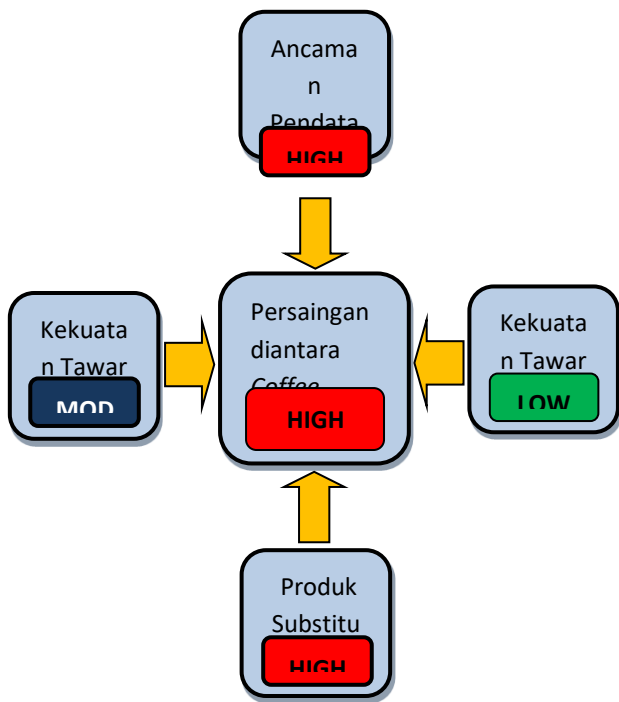 Ancama
n
Pendata
HIGH
Kekuata
n Tawar
MOD
Persaingan
diantara
Coffee
HIGH
Kekuata
n Tawar
LOW
Produk
Substitu
HIGH